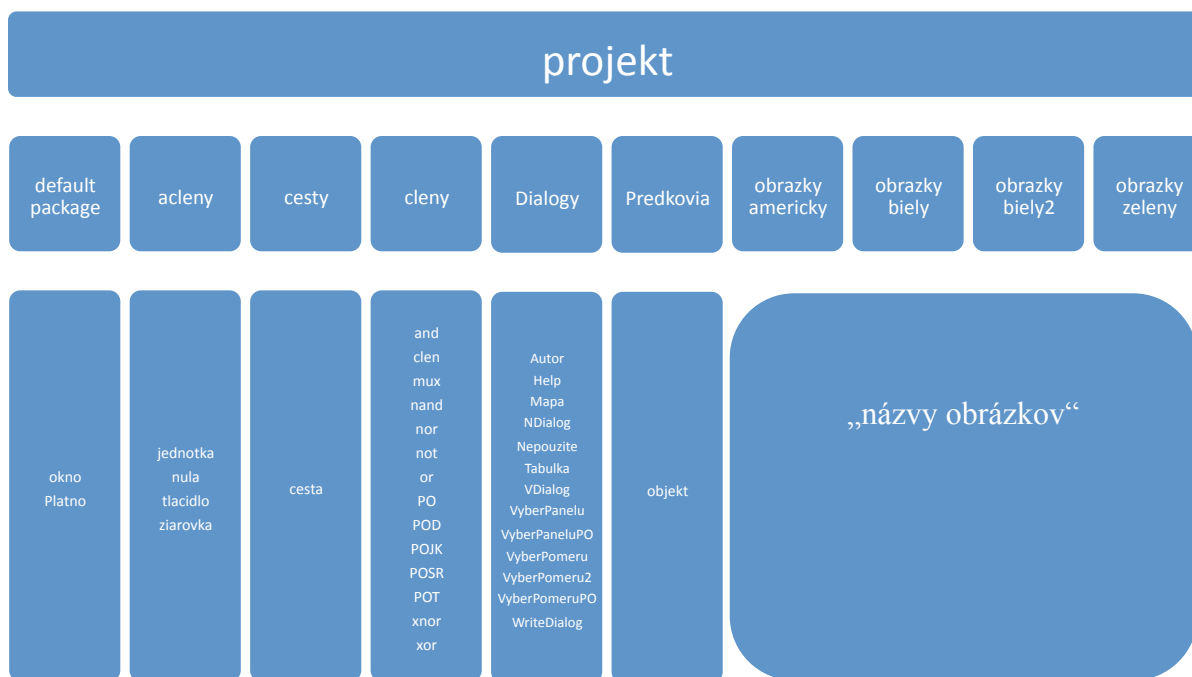 projekt
default
package
acleny
cesty
cleny
Dialogy
Predkovia
obrazky
americky
obrazky
biely
obrazky
biely2
obrazky
zeleny
okno
Platno
jednotka
nula
tlacidlo
ziarovka
cesta
and
clen
mux
nand
nor
not
or
PO
POD
POJK
POSR
POT
xnor
xor
Autor
Help
Mapa
NDialog
Nepouzite
Tabulka
VDialog
VyberPanelu
VyberPaneluPO
VyberPomeru
VyberPomeru2
VyberPomeruPO
WriteDialog
objekt
„názvy obrázkov“